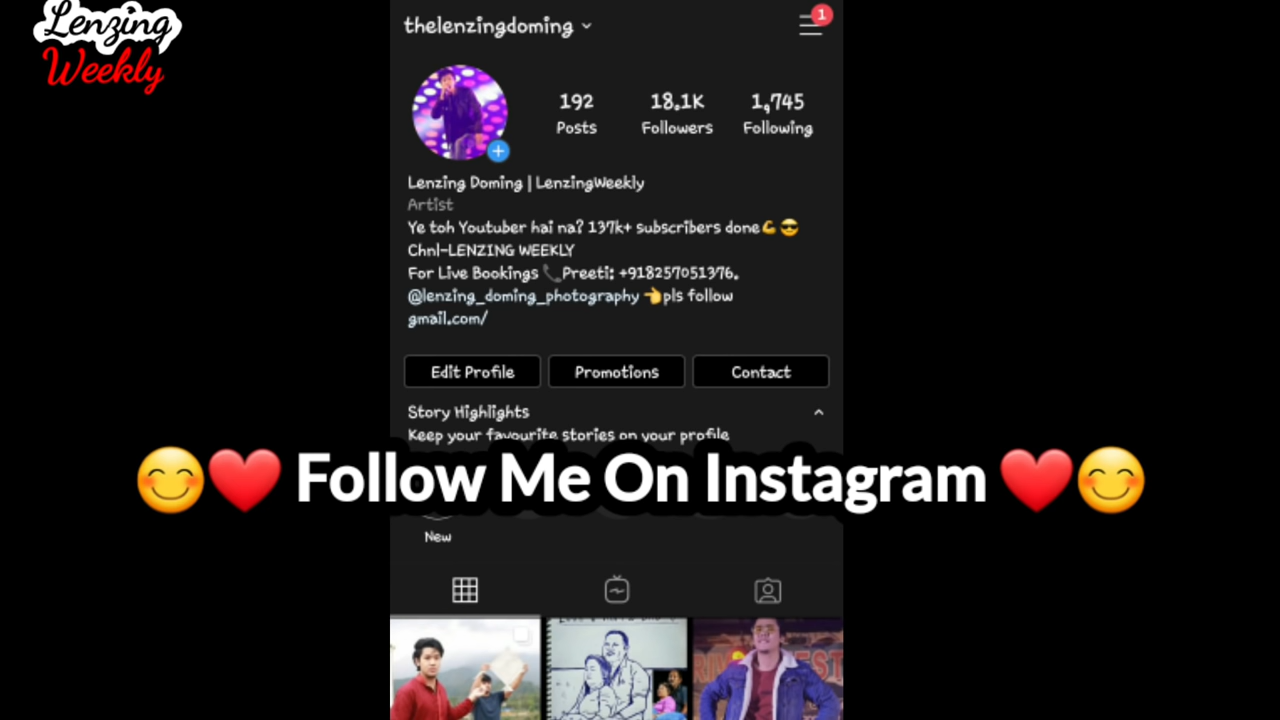 Lenzing
Weekly
thelenzingdoming
1
192
Posts
18.1K
Followers
1,745
Following
Lenzing Doming | LenzingWeekly
Artist
Ye toh Youtuber hai na? 137k+ subscribers done💪😎
Chnl-LENZING WEEKLY
For Live Bookings 📞Preeti: +918257051376.
@lenzing_doming_photography 👈pls follow
gmail.com/
Edit Profile
Promotions
Contact
Story Highlights
Keep your favourite stories on your profile
😊❤️ Follow Me On Instagram ❤️😊
New